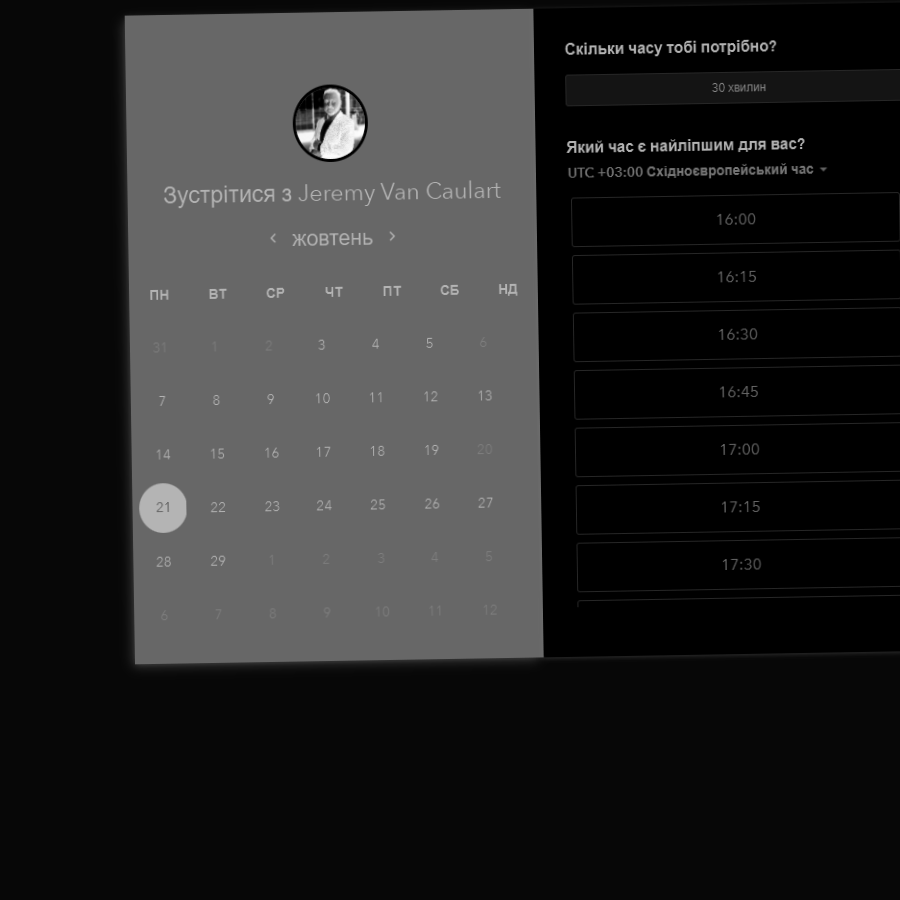 Зустрітися з Jeremy Van Caulart
жовтень
ПН ВТ СР ЧТ ПТ СБ НД
31 1 2 3 4 5 6
7 8 9 10 11 12 13
14 15 16 17 18 19 20
21 22 23 24 25 26 27
28 29 1 2 3 4 5
6 7 8 9 10 11 12
Скільки часу тобі потрібно?
30 хвилин
Який час є найліпшим для вас?
UTC +03:00 Східноєвропейський час
16:00
16:15
16:30
16:45
17:00
17:15
17:30